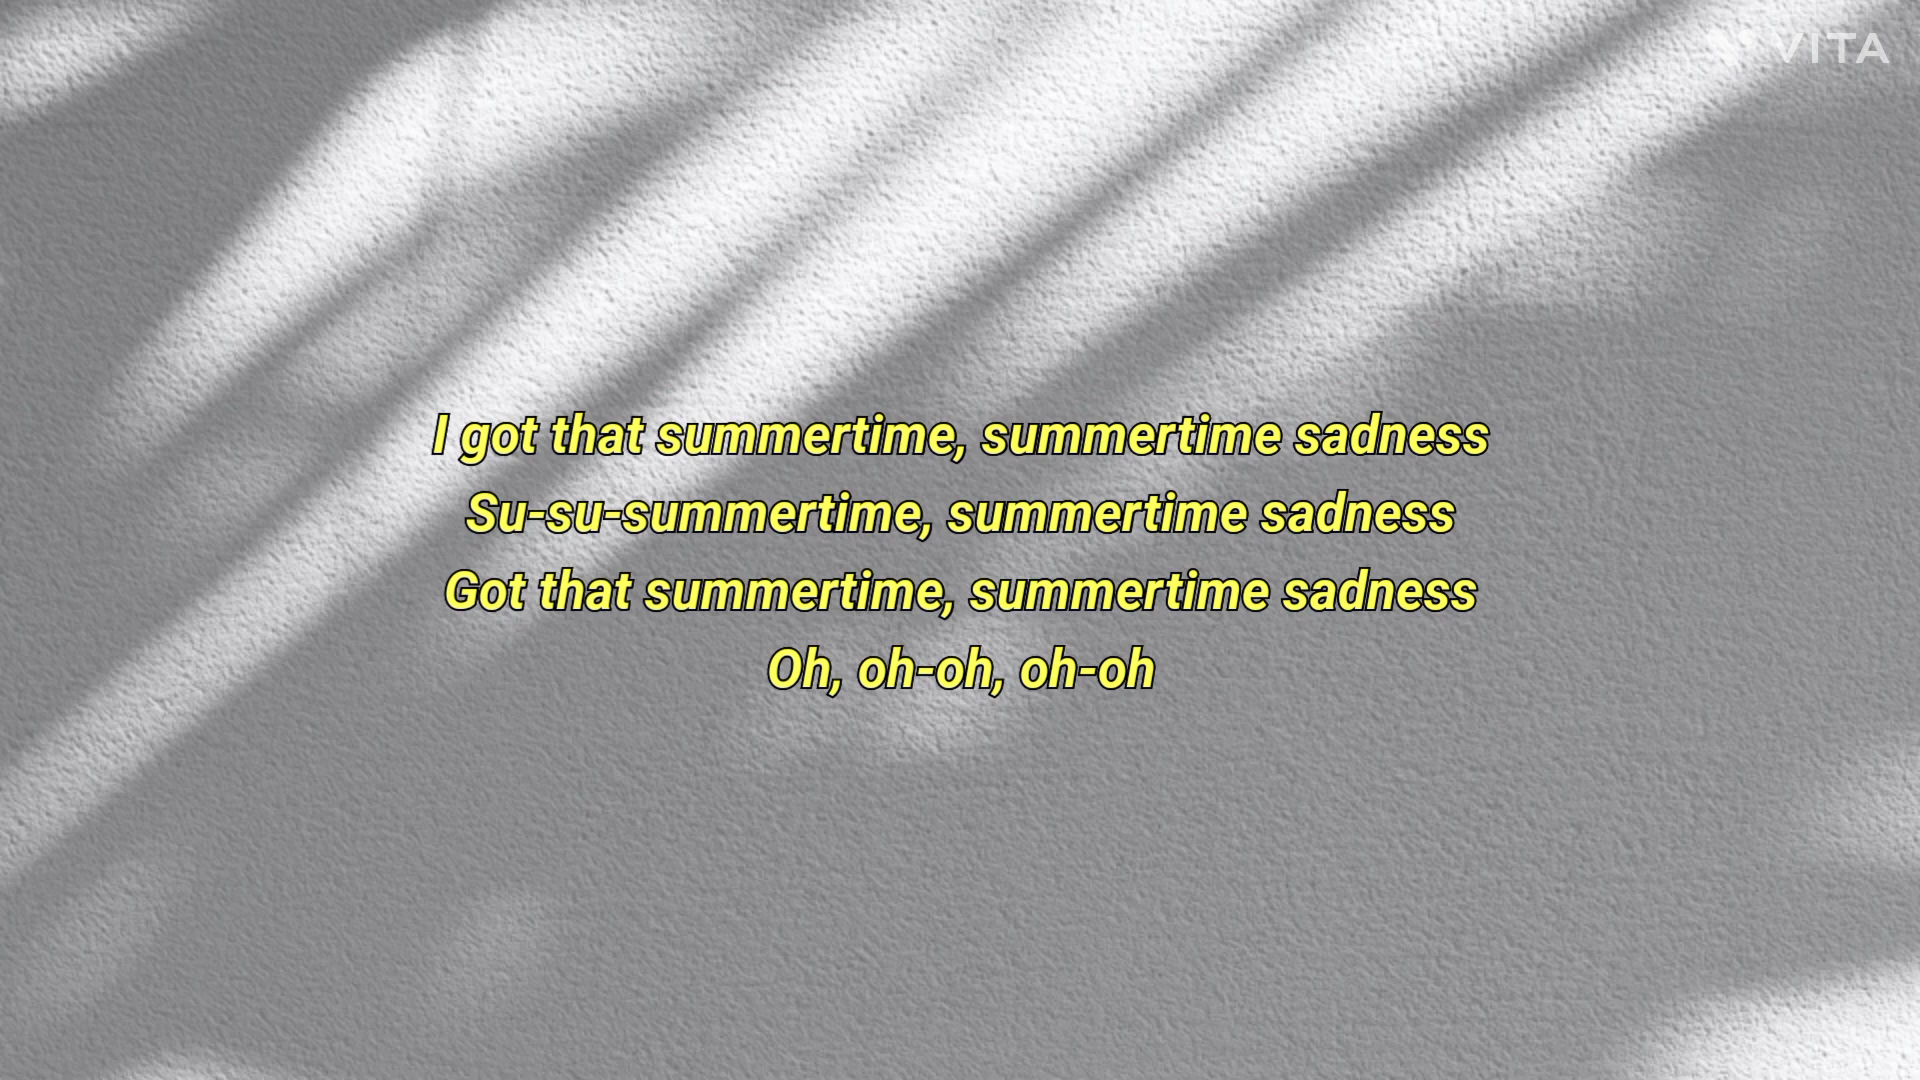 VITA
I got that summertime, summertime sadness
Su-su-summertime, summertime sadness
Got that summertime, summertime sadness
Oh, oh-oh, oh-oh